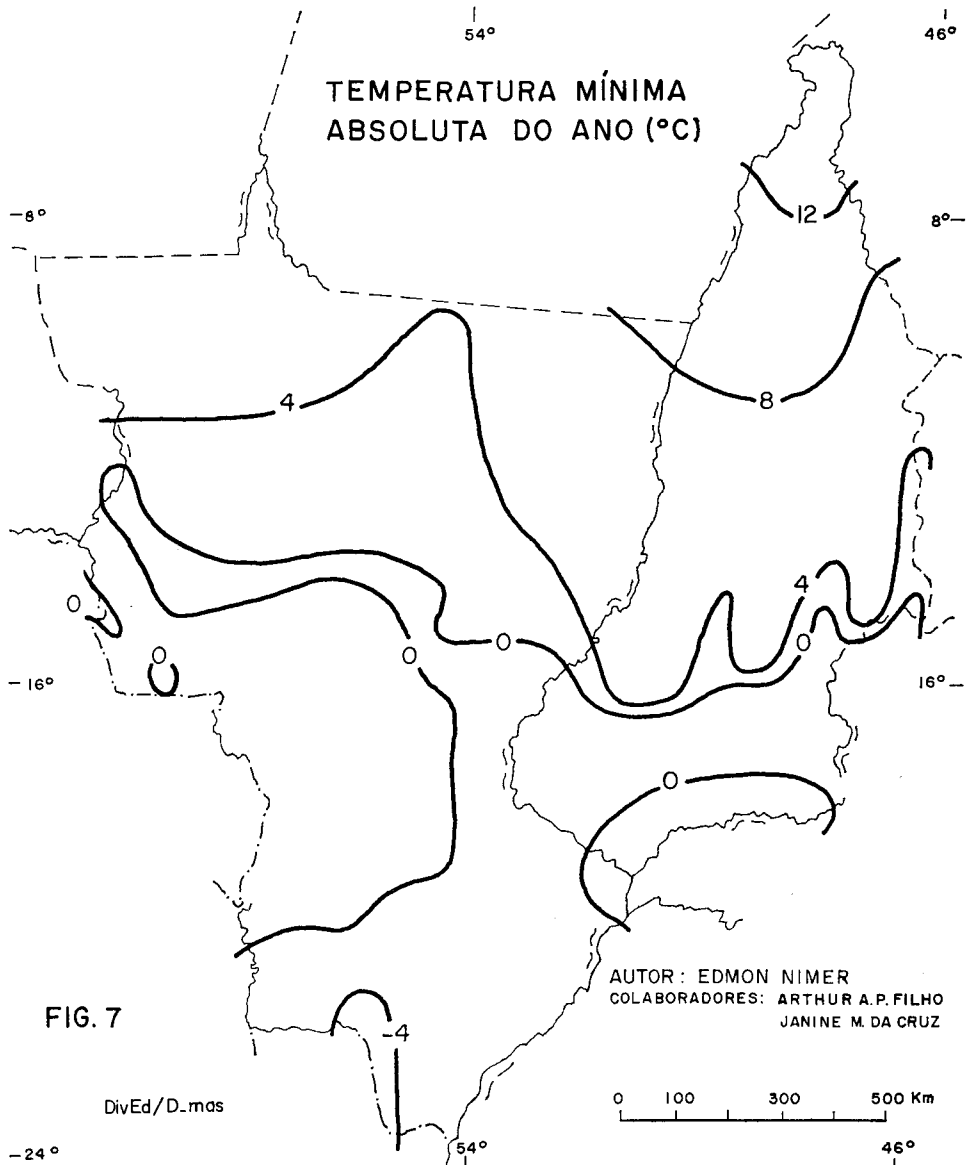 54°
46°
TEMPERATURA MÍNIMA
ABSOLUTA DO ANO (°C)
8°
8°
12
8
4
4
0
0
0
0
0
16°
16°
0
-4
FIG. 7
AUTOR: EDMON NIMER
COLABORADORES: ARTHUR A.P. FILHO
JANINE M. DA CRUZ
DivEd/D_mas
0 100 300 500 Km
24°
54°
46°